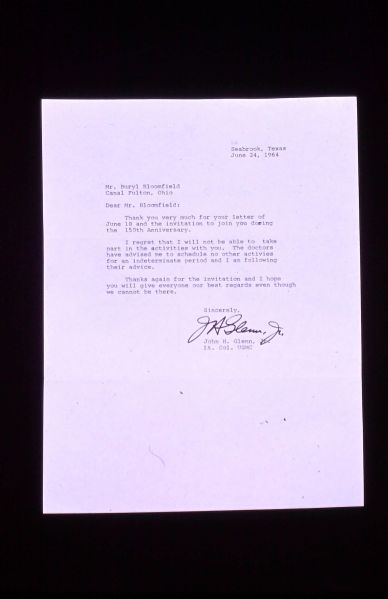 Seabrook, Texas
June 24, 1964
Mr. Buryl Bloomfield
Canal Fulton, Ohio
Dear Mr. Bloomfield:
Thank you very much for your letter of
June 18 and the invitation to join you during
the 150th Anniversary.
I regret that I will not be able to take
part in the activities with you. The doctors
have advised me to schedule no other activies
for an indeterminate period and I am following
their advice.
Thanks again for the invitation and I hope
you will give everyone our best regards even though
we cannot be there.
Sincerely,
JH Glenn, Jr.
John H. Glenn,
Lt. Col. USMC